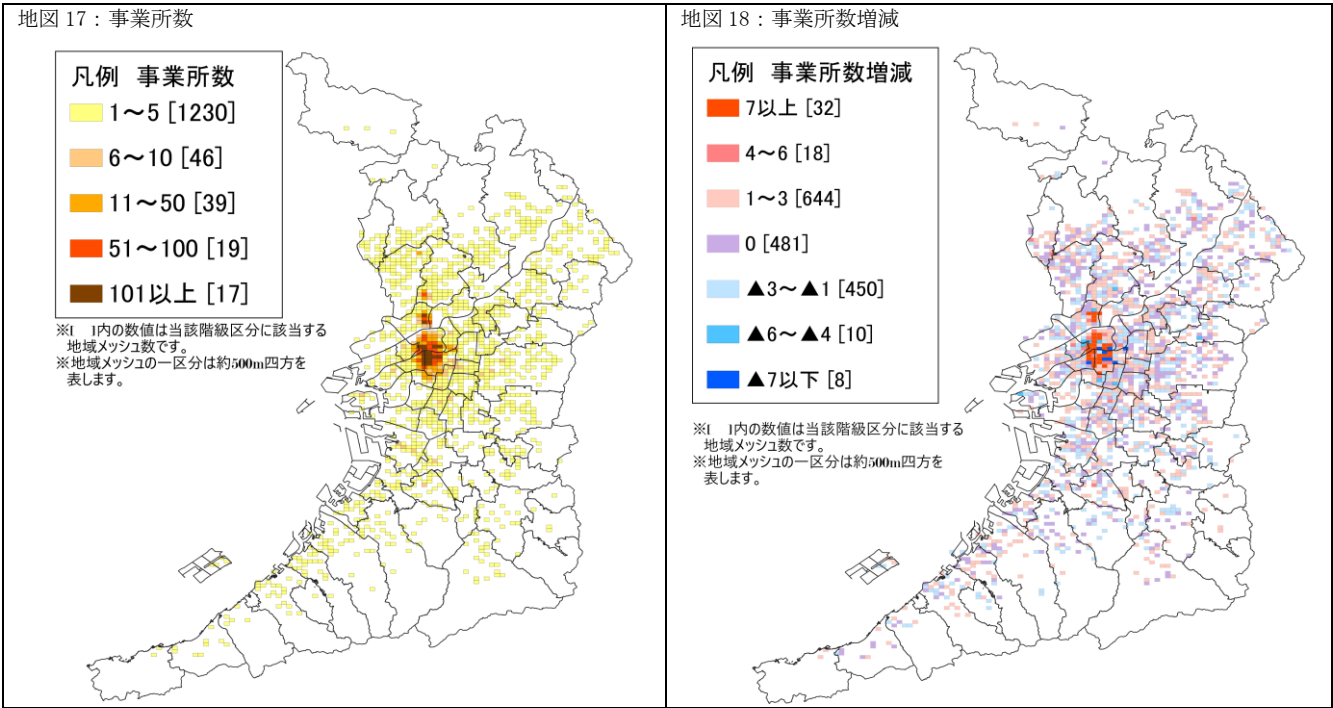 地図 17：事業所数
凡例 事業所数
1～5 [1230]
6～10 [46]
11～50 [39]
51～100 [19]
101以上 [17]
※[ ]内の数値は当該階級区分に該当する
地域メッシュ数です。
※地域メッシュの一区分は約500m四方を
表します。
地図 18：事業所数増減
凡例 事業所数増減
7以上 [32]
4～6 [18]
1～3 [644]
0 [481]
▲3～▲1 [450]
▲6～▲4 [10]
▲7以下 [8]
※[ ]内の数値は当該階級区分に該当する
地域メッシュ数です。
※地域メッシュの一区分は約500m四方を
表します。